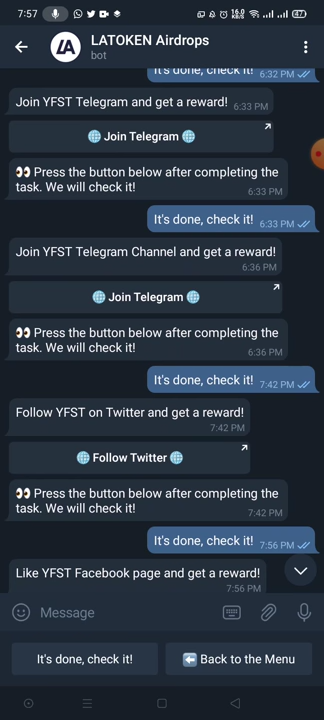 7:57
47
LA
LATOKEN Airdrops
bot
It's done, check it! 6:32 PM
Join YFST Telegram and get a reward! 6:33 PM
Join Telegram
👀 Press the button below after completing the
task. We will check it!
6:33 PM
It's done, check it! 6:33 PM
Join YFST Telegram Channel and get a reward!
6:36 PM
Join Telegram
👀 Press the button below after completing the
task. We will check it!
6:36 PM
It's done, check it! 7:42 PM
Follow YFST on Twitter and get a reward!
7:42 PM
Follow Twitter
👀 Press the button below after completing the
task. We will check it!
7:42 PM
It's done, check it! 7:56 PM
Like YFST Facebook page and get a reward!
7:56 PM
Message
It's done, check it!
Back to the Menu